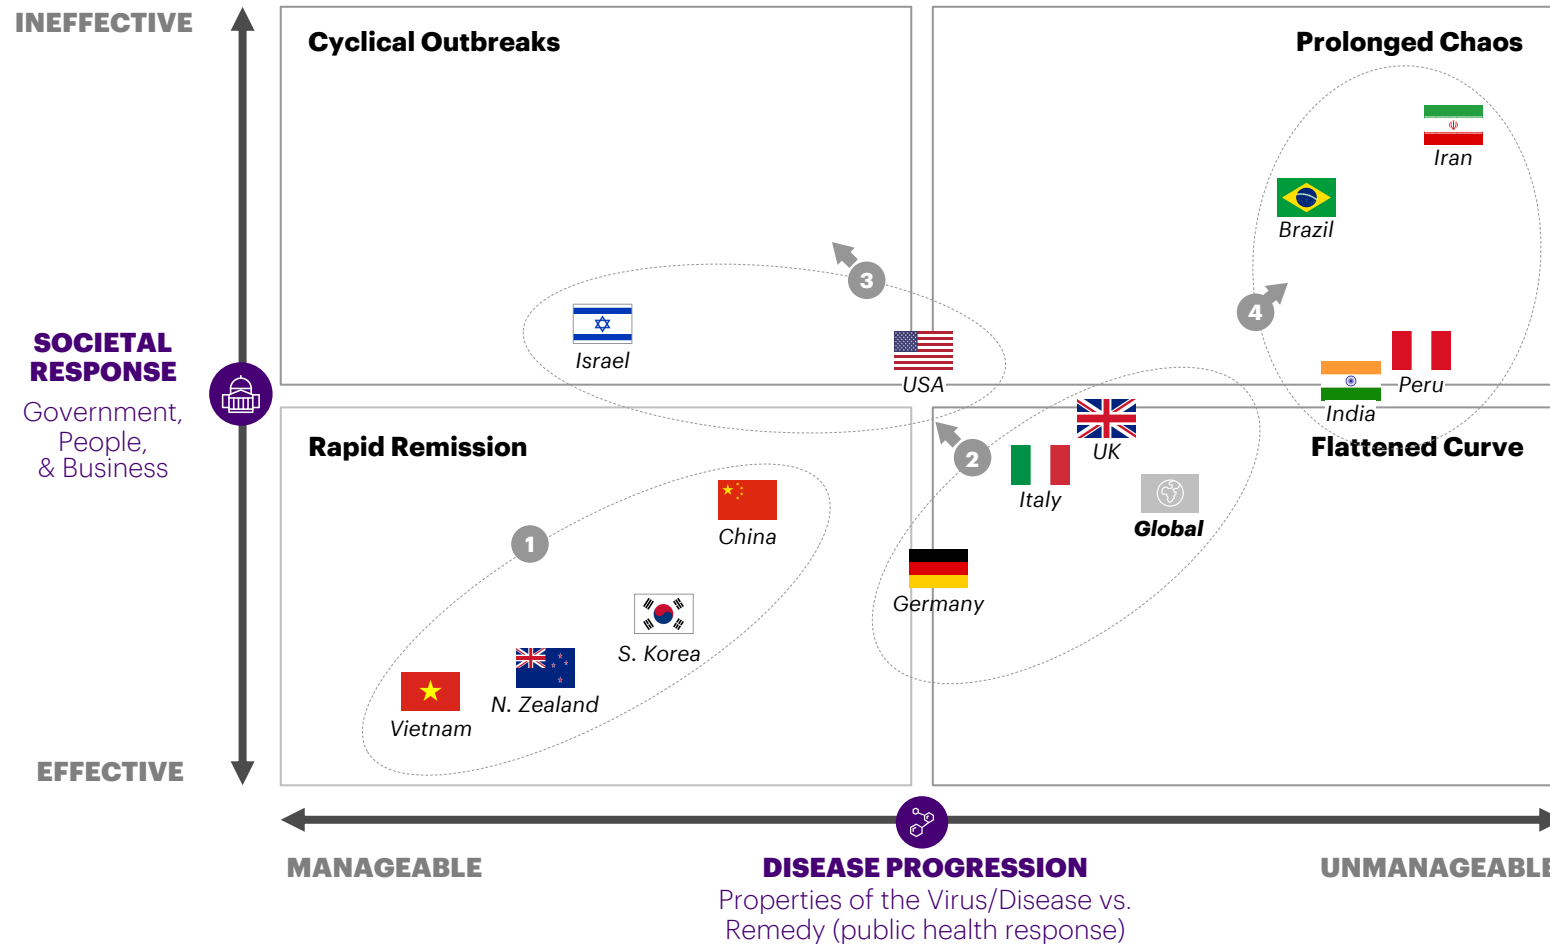 INEFFECTIVE
Cyclical Outbreaks
Prolonged Chaos
Iran
Brazil
3
4
Israel
USA
Peru
India
SOCIETAL
RESPONSE
Government,
People,
& Business
Rapid Remission
Flattened Curve
2
UK
Italy
Global
China
1
Germany
S. Korea
N. Zealand
Vietnam
EFFECTIVE
MANAGEABLE
DISEASE PROGRESSION
UNMANAGEABLE
Properties of the Virus/Disease vs.
Remedy (public health response)